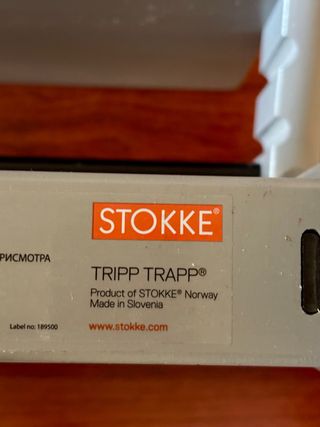 STOKKE®
РИСМОТРА
TRIPP TRAPP®
Product of STOKKE® Norway
Made in Slovenia
Label no: 189500
www.stokke.com